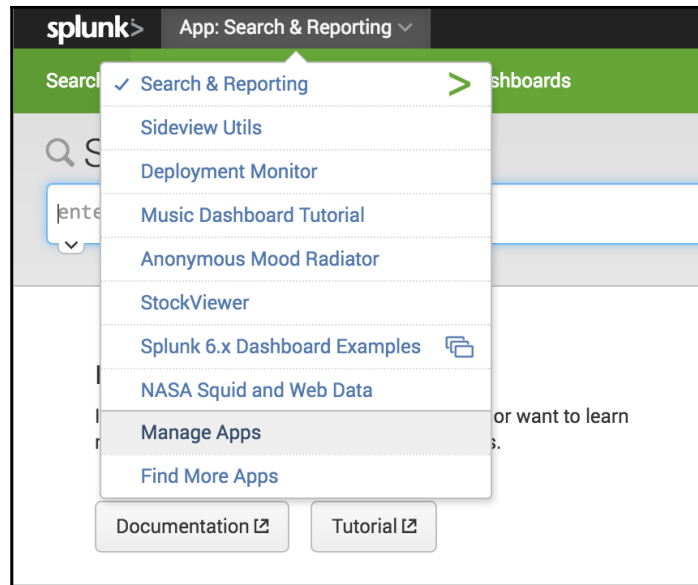 splunk> App: Search & Reporting
Search
shboards
Search & Reporting
Sideview Utils
Deployment Monitor
Music Dashboard Tutorial
Anonymous Mood Radiator
StockViewer
Splunk 6.x Dashboard Examples
NASA Squid and Web Data
Manage Apps
Find More Apps
S
ente
or want to learn
s.
Documentation
Tutorial